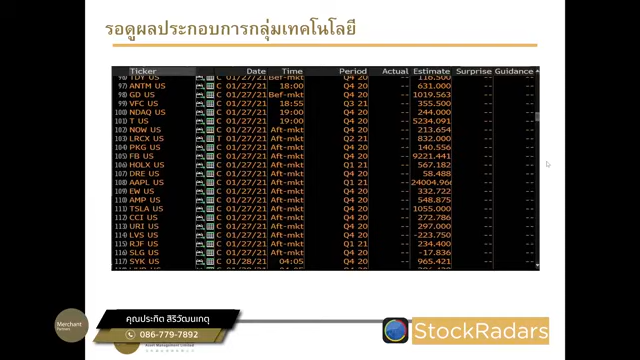 รอดูผลประกอบการกลุ่มเทคโนโลยี
Ticker Date Time Period Actual Estimate Surprise Guidance
96) TDY US C 01/27/21 Bef-mkt Q4 20 -- 118.500 -- --
97) ANTM US C 01/27/21 18:00 Q4 20 -- 631.000 -- --
98) GD US C 01/27/21 Bef-mkt Q4 20 -- 1019.563 -- --
99) VFC US C 01/27/21 18:55 Q3 21 -- 355.500 -- --
100) NDAQ US C 01/27/21 19:00 Q4 20 -- 244.000 -- --
101) T US C 01/27/21 19:00 Q4 20 -- 5234.091 -- --
102) NOW US C 01/27/21 Aft-mkt Q4 20 -- 213.654 -- --
103) LRCX US C 01/27/21 Aft-mkt Q2 21 -- 832.000 -- --
104) PKG US C 01/27/21 Aft-mkt Q4 20 -- 140.556 -- --
105) FB US C 01/27/21 Aft-mkt Q4 20 -- 9221.441 -- --
106) HOLX US C 01/27/21 Aft-mkt Q1 21 -- 567.182 -- --
107) DRE US C 01/27/21 Aft-mkt Q4 20 -- 58.488 -- --
108) AAPL US C 01/27/21 Aft-mkt Q1 21 -- 24004.966 -- --
109) EW US C 01/27/21 Aft-mkt Q4 20 -- 332.722 -- --
110) AMP US C 01/27/21 Aft-mkt Q4 20 -- 548.875 -- --
111) TSLA US C 01/27/21 Aft-mkt Q4 20 -- 1055.000 -- --
112) CCI US C 01/27/21 Aft-mkt Q4 20 -- 272.786 -- --
113) URI US C 01/27/21 Aft-mkt Q4 20 -- 297.000 -- --
114) LVS US C 01/27/21 Aft-mkt Q4 20 -- -223.750 -- --
115) RJF US C 01/27/21 Aft-mkt Q1 21 -- 234.400 -- --
116) SLG US C 01/27/21 Aft-mkt Q4 20 -- -17.836 -- --
117) SYK US C 01/28/21 04:05 Q4 20 -- 965.421 -- --
Merchant
Partners
คุณประกิต สิริวัฒนเกตุ
086-779-7892
Asset Management Limited
StockRadars